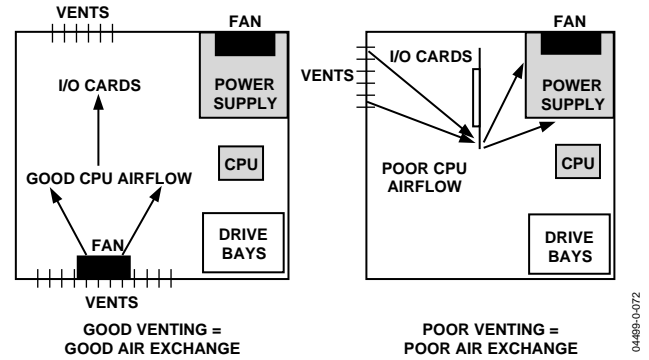 VENTS
FAN
I/O CARDS
POWER
SUPPLY
CPU
GOOD CPU AIRFLOW
FAN
DRIVE
BAYS
VENTS
GOOD VENTING =
GOOD AIR EXCHANGE
FAN
I/O CARDS
VENTS
POWER
SUPPLY
POOR CPU
AIRFLOW
CPU
DRIVE
BAYS
POOR VENTING =
POOR AIR EXCHANGE
04499-0-072